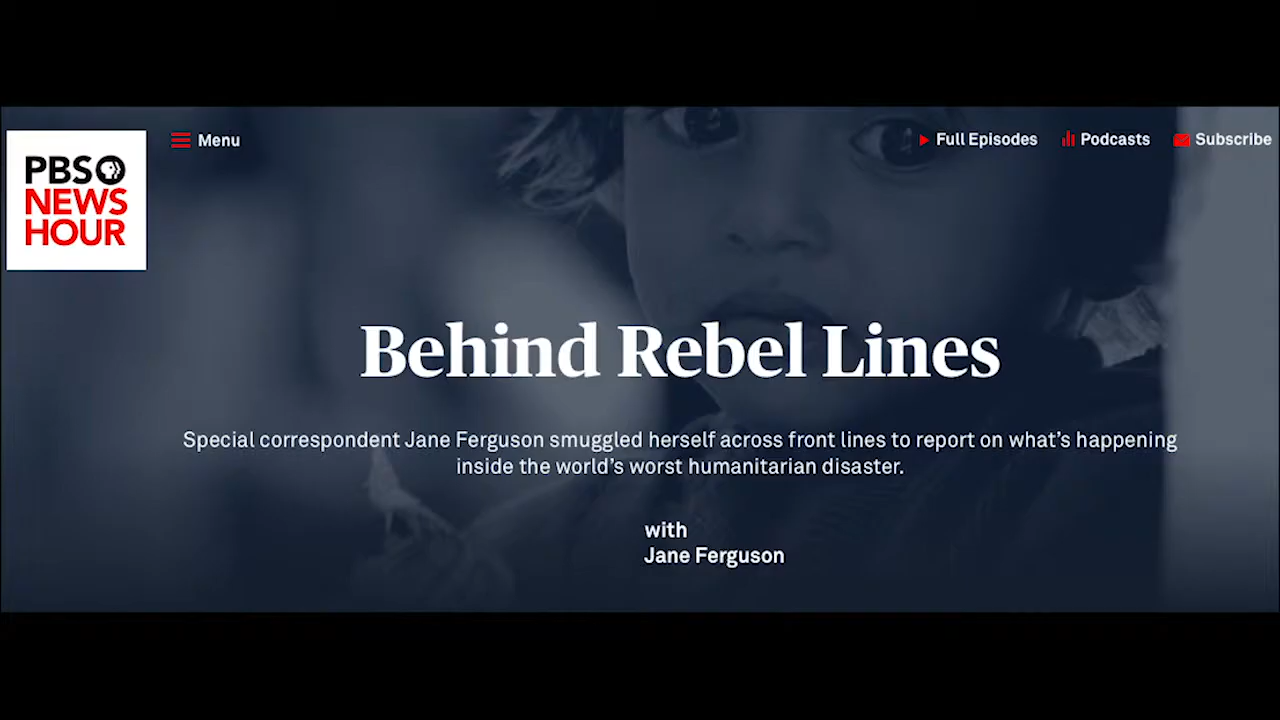 PBS
NEWS
HOUR
Menu
Full Episodes
Podcasts
Subscribe
Behind Rebel Lines
Special correspondent Jane Ferguson smuggled herself across front lines to report on what's happening
inside the world's worst humanitarian disaster.
with
Jane Ferguson